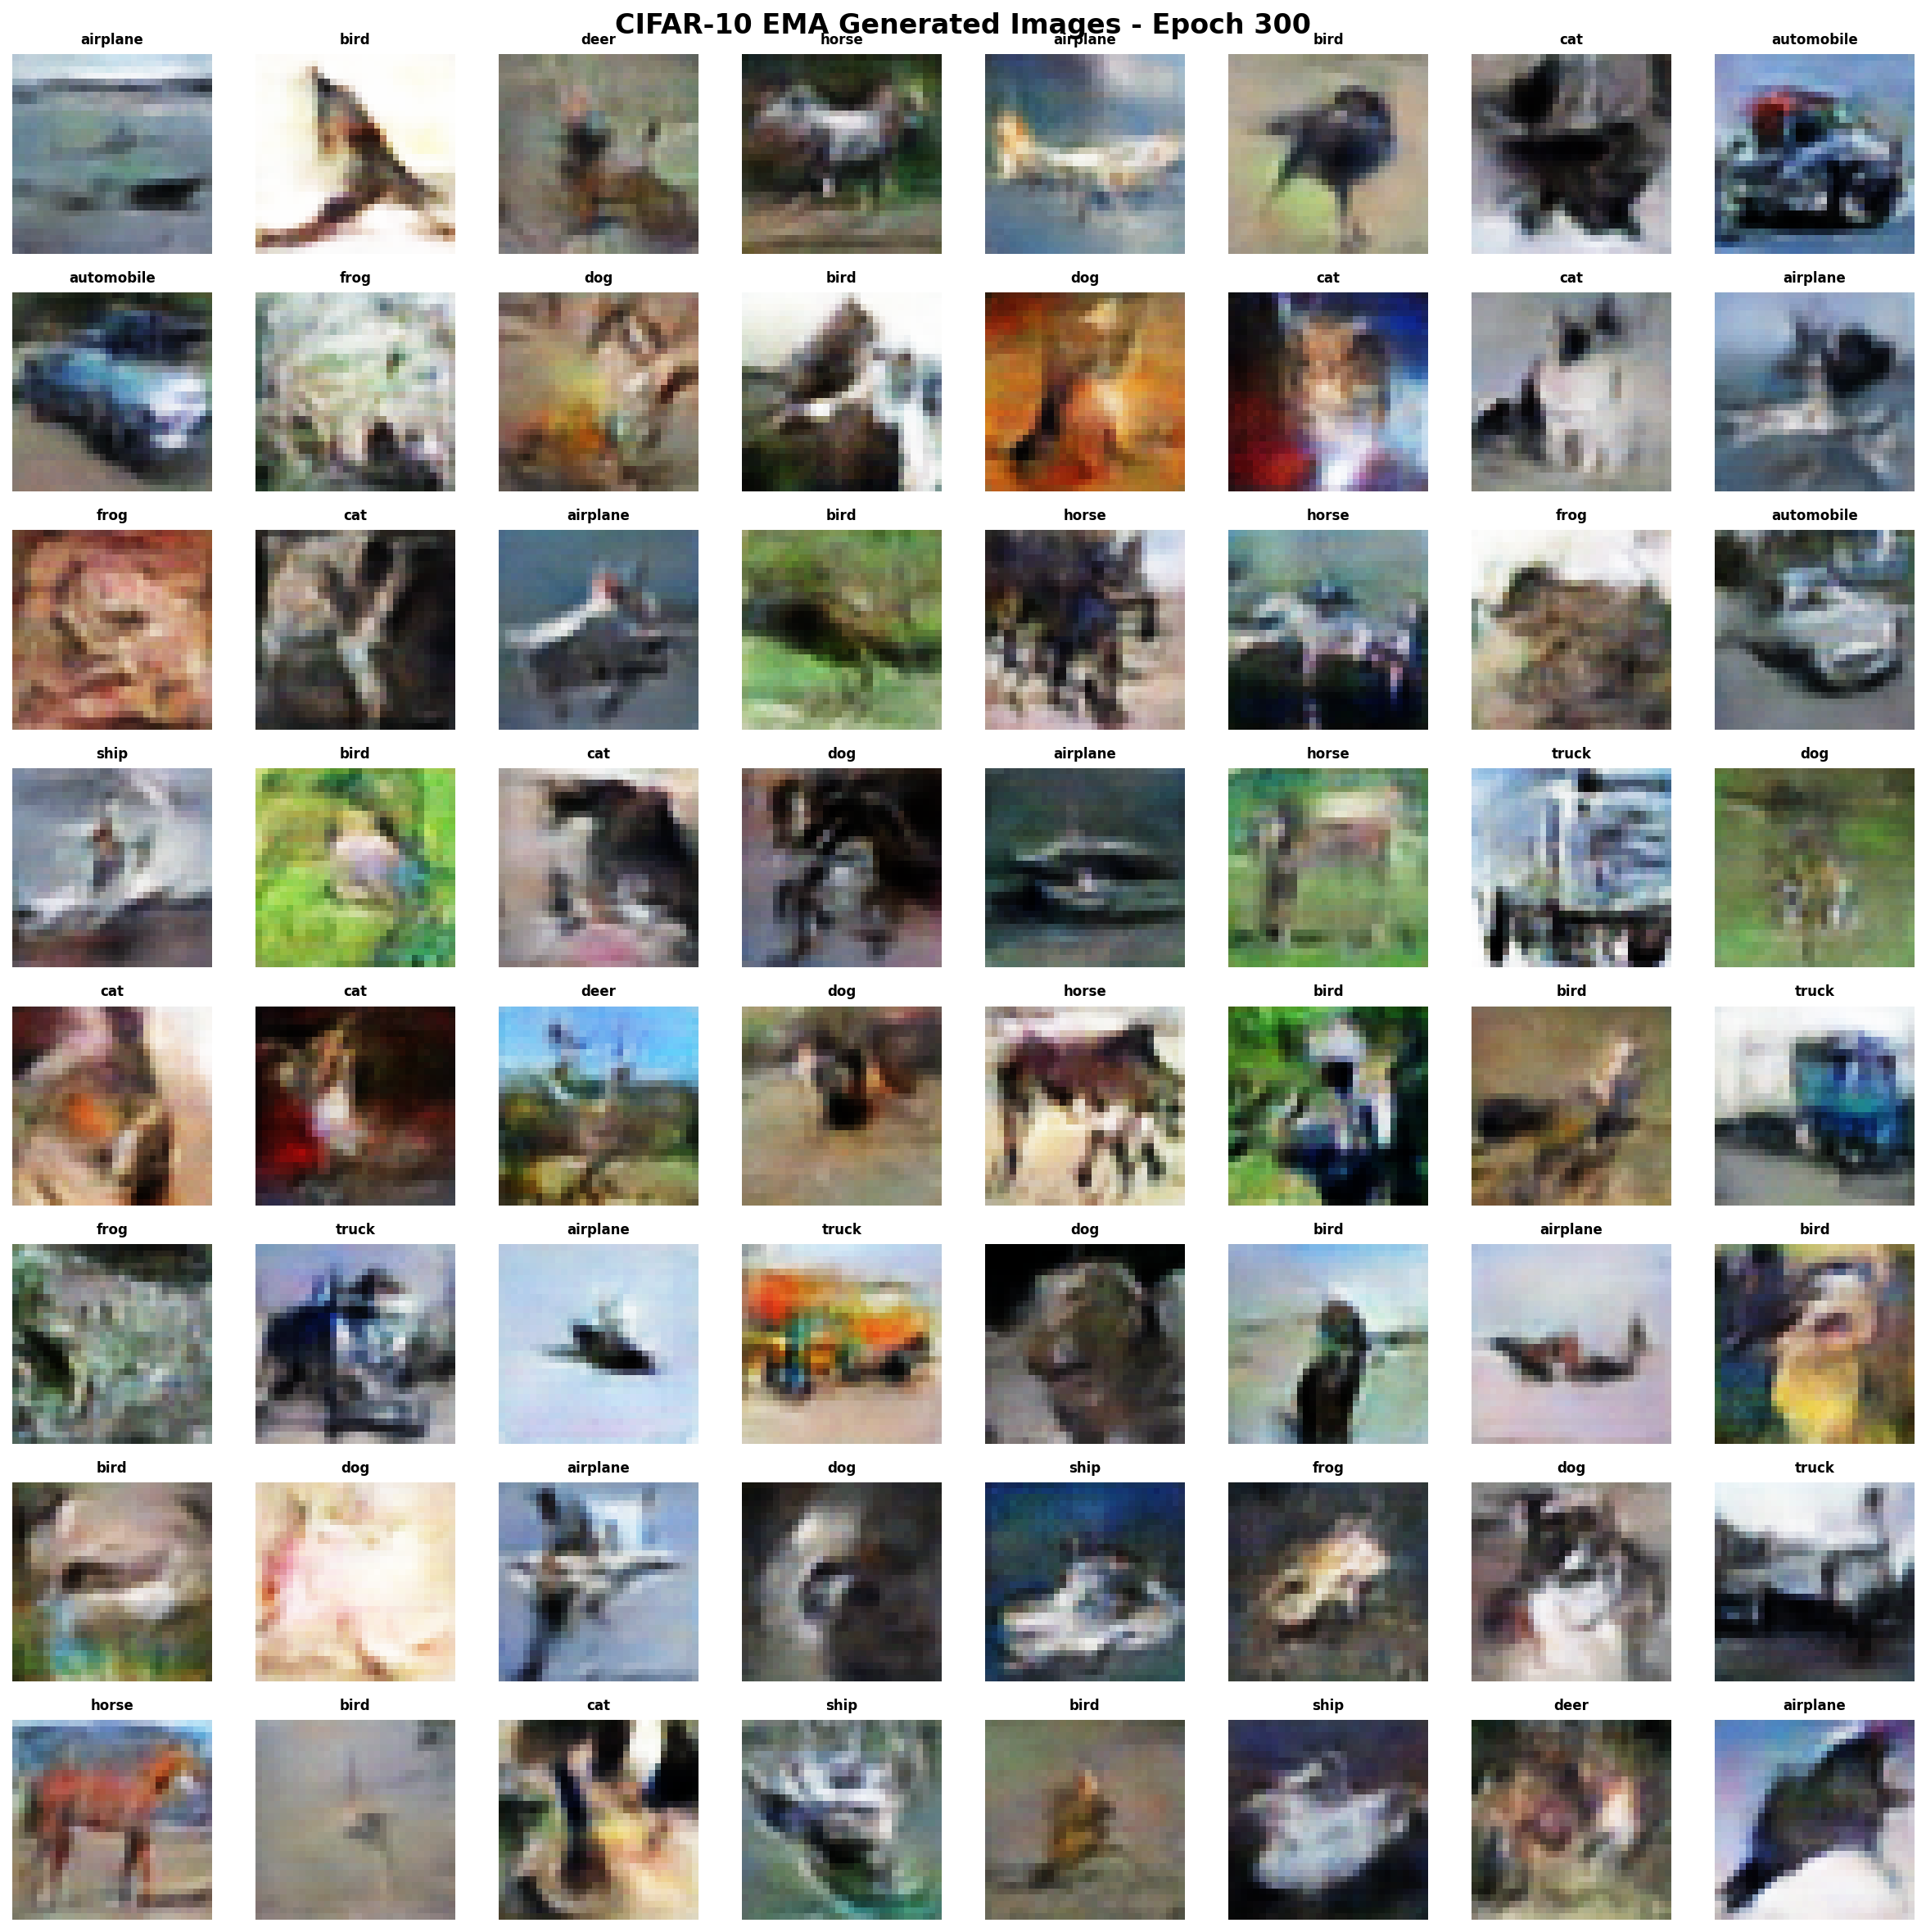 CIFAR-10 EMA Generated Images - Epoch 300
airplane bird deer horse airplane bird cat automobile
automobile frog dog bird dog cat cat airplane
frog cat airplane bird horse horse frog automobile
ship bird cat dog airplane horse truck dog
cat cat deer dog horse bird bird truck
frog truck airplane truck dog bird airplane bird
bird dog airplane dog ship frog dog truck
horse bird cat ship bird ship deer airplane